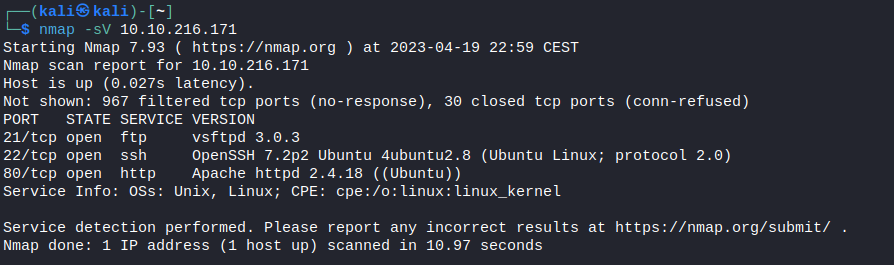 ┌──(kali㉿kali)-[~]
└─$ nmap -sV 10.10.216.171
Starting Nmap 7.93 ( https://nmap.org ) at 2023-04-19 22:59 CEST
Nmap scan report for 10.10.216.171
Host is up (0.027s latency).
Not shown: 967 filtered tcp ports (no-response), 30 closed tcp ports (conn-refused)
PORT   STATE SERVICE VERSION
21/tcp open  ftp     vsftpd 3.0.3
22/tcp open  ssh     OpenSSH 7.2p2 Ubuntu 4ubuntu2.8 (Ubuntu Linux; protocol 2.0)
80/tcp open  http    Apache httpd 2.4.18 ((Ubuntu))
Service Info: OSs: Unix, Linux; CPE: cpe:/o:linux:linux_kernel

Service detection performed. Please report any incorrect results at https://nmap.org/submit/ .
Nmap done: 1 IP address (1 host up) scanned in 10.97 seconds